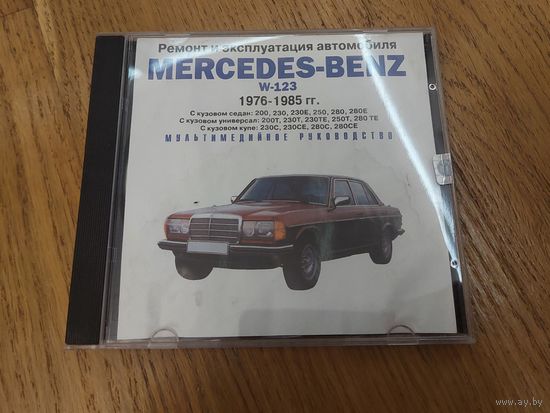 Ремонт и эксплуатация автомобиля
MERCEDES-BENZ
W-123
1976-1985 гг.
С кузовом седан: 200, 230, 230E, 250, 280, 280E
С кузовом универсал: 200T, 230T, 230TE, 250T, 280 TE
С кузовом купе: 230C, 230CE, 280C, 280CE
МУЛЬТИМЕДИЙНОЕ РУКОВОДСТВО
www.ay.by